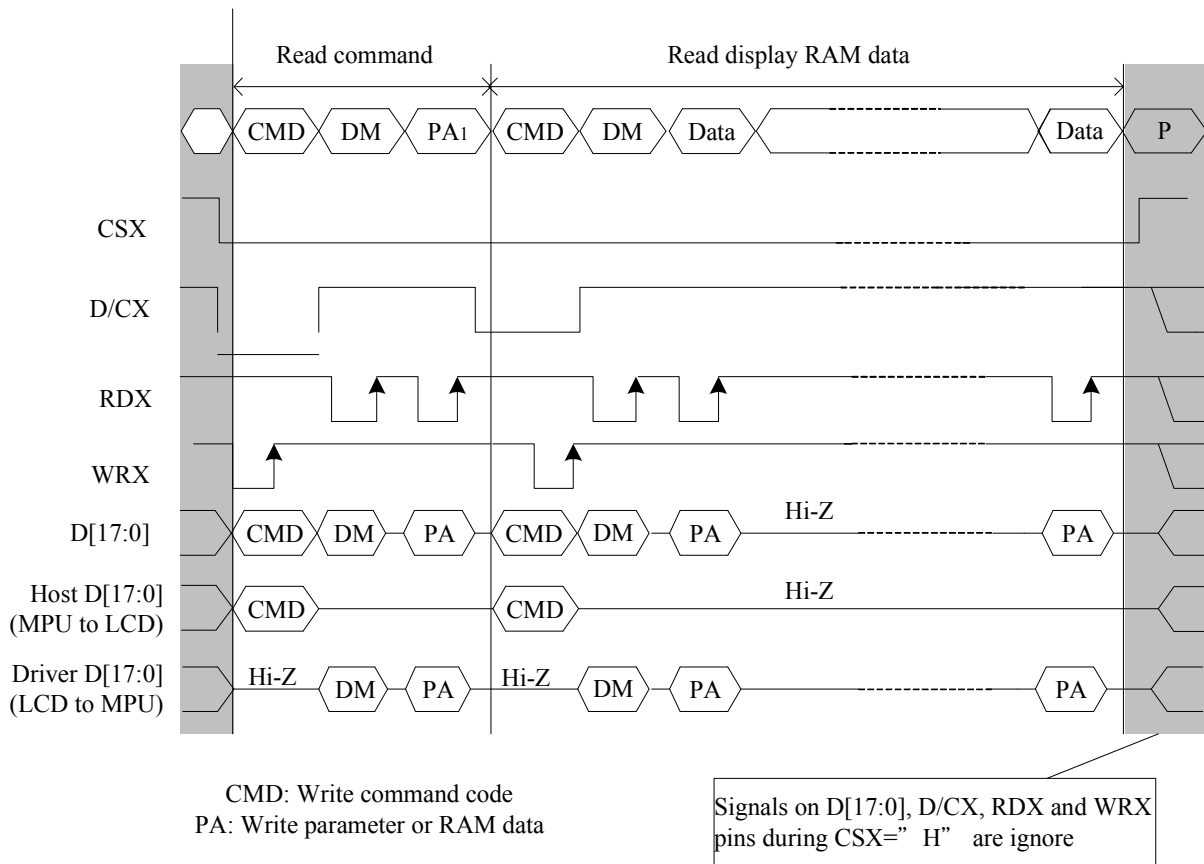 Read command Read display RAM data
CMD DM PA1 CMD DM Data Data P
CSX
D/CX
RDX
WRX
D[17:0] CMD DM PA CMD DM PA Hi-Z PA
Host D[17:0]
(MPU to LCD)
CMD CMD Hi-Z
Driver D[17:0]
(LCD to MPU)
Hi-Z DM PA Hi-Z DM PA PA
CMD: Write command code
PA: Write parameter or RAM data
Signals on D[17:0], D/CX, RDX and WRX
pins during CSX=” H” are ignore